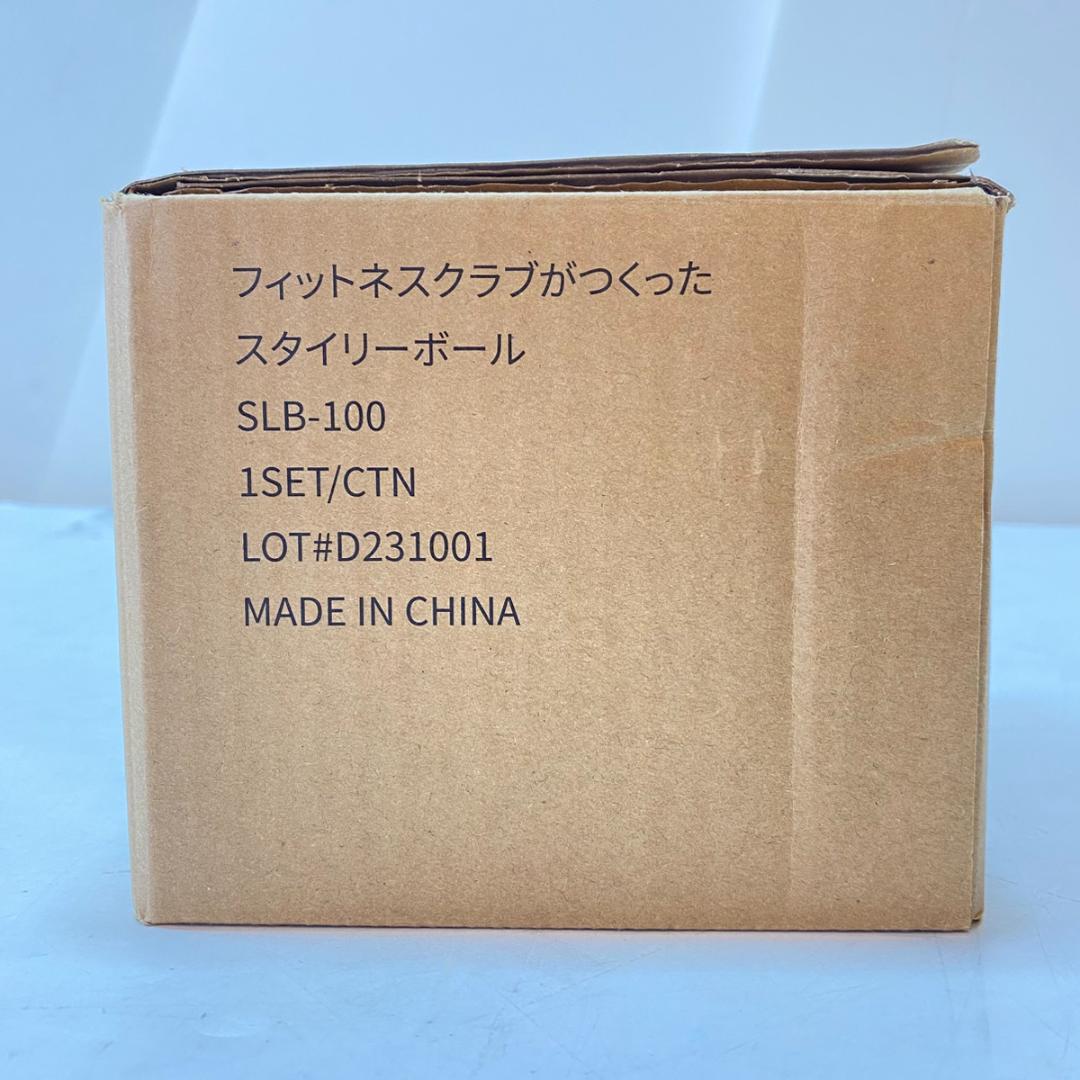 フィットネスクラブがつくった
スタイリーボール
SLB-100
1SET/CTN
LOT#D231001
MADE IN CHINA